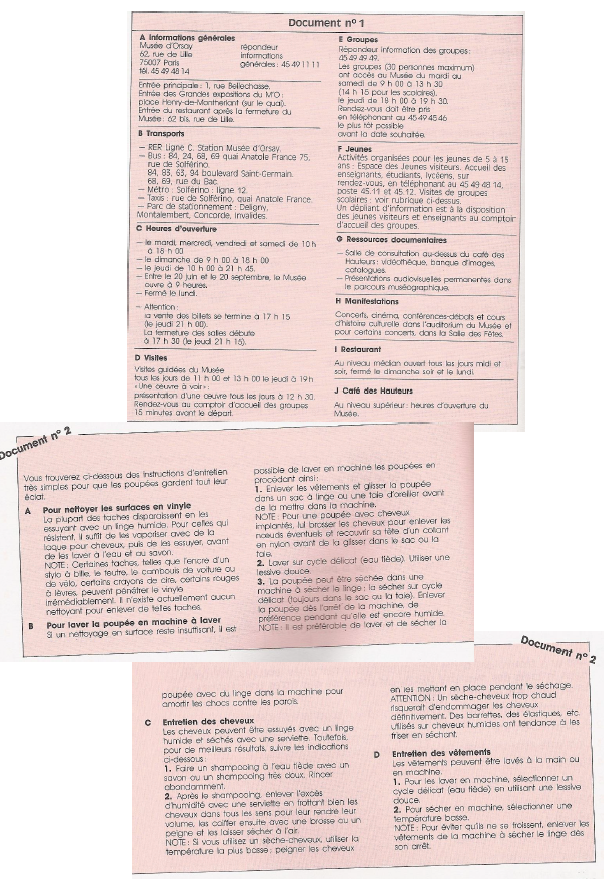 Document nº 1
A Informations générales
Musée d'Orsay
62, rue de Lille
75007 Paris
tél. 45 49 48 14
répondeur
informations
générales : 45 49 11 11
Entrée principale : 1, rue Bellechasse.
Entrée des Grandes expositions du M'O :
place Henry-de-Montherlant (sur le quai).
Entrée du restaurant après la fermeture du
Musée : 62 bis, rue de Lille.
B Transports
– RER Ligne C. Station Musée d'Orsay.
– Bus : 84, 24, 68, 69 quai Anatole France 75,
rue de Solférino.
84, 83, 63, 94 boulevard Saint-Germain.
68, 69, rue du Bac.
– Métro : Solférino : ligne 12.
– Taxis : rue de Solférino, quai Anatole France.
– Parc de stationnement : Deligny,
Montalembert, Concorde, Invalides.
C Heures d'ouverture
– le mardi, mercredi, vendredi et samedi de 10 h
à 18 h 00
– le dimanche de 9 h 00 à 18 h 00
– le jeudi de 10 h 00 à 21 h 45.
– Entre le 20 juin et le 20 septembre, le Musée
ouvre à 9 heures.
– Fermé le lundi.
– Attention :
la vente des billets se termine à 17 h 15
(le jeudi 21 h 00).
La fermeture des salles débute
à 17 h 30 (le jeudi 21 h 15).
D Visites
Visites guidées du Musée
tous les jours de 11 h 00 et 13 h 00 le jeudi à 19 h
« Une œuvre à voir » :
présentation d'une œuvre tous les jours à 12 h 30.
Rendez-vous au comptoir d'accueil des groupes
15 minutes avant le départ.
E Groupes
Répondeur information des groupes :
45 49 49 49.
Les groupes (30 personnes maximum)
ont accès au Musée du mardi au
samedi de 9 h 00 à 13 h 30
(14 h 15 pour les scolaires),
le jeudi de 18 h 00 à 19 h 30.
Rendez-vous doit être pris
en téléphonant au 45 49 45 46
le plus tôt possible
avant la date souhaitée.
F Jeunes
Activités organisées pour les jeunes de 5 à 15
ans : Espace des Jeunes visiteurs. Accueil des
enseignants, étudiants, lycéens, sur
rendez-vous, en téléphonant au 45 49 48 14,
poste 45.11 et 45.12. Visites de groupes
scolaires : voir rubrique ci-dessus.
Un dépliant d'information est à la disposition
des jeunes visiteurs et enseignants au comptoir
d'accueil des groupes.
G Ressources documentaires
– Salle de consultation au-dessus du café des
Hauteurs : vidéothèque, banque d'images,
catalogues.
– Présentations audiovisuelles permanentes dans
le parcours muséographique.
H Manifestations
Concerts, cinéma, conférences-débats et cours
d'histoire culturelle dans l'auditorium du Musée et
pour certains concerts, dans la Salle des Fêtes.
I Restaurant
Au niveau médian ouvert tous les jours midi et
soir, fermé le dimanche soir et le lundi.
J Café des Hauteurs
Au niveau supérieur : heures d'ouverture du
Musée.
Document nº 2
Vous trouverez ci-dessous des instructions d'entretien
très simples pour que les poupées gardent tout leur
éclat.
A Pour nettoyer les surfaces en vinyle
La plupart des taches disparaissent en les
essuyant avec un linge humide. Pour celles qui
résistent, il suffit de les vaporiser avec de la
laque pour cheveux, puis de les essuyer, avant
de les laver à l'eau et au savon.
NOTE : Certaines taches, telles que l'encre d'un
stylo à bille, le feutre, le cambouis de voiture ou
de vélo, certains crayons de cire, certains rouges
à lèvres, peuvent pénétrer le vinyle
irrémédiablement. Il n'existe actuellement aucun
nettoyant pour enlever de telles taches.
B Pour laver la poupée en machine à laver
Si un nettoyage en surface reste insuffisant, il est
possible de laver en machine les poupées en
procédant ainsi :
1. Enlever les vêtements et glisser la poupée
dans un sac à linge ou une taie d'oreiller avant
de la mettre dans la machine.
NOTE : Pour une poupée avec cheveux
implantés, lui brosser les cheveux pour enlever les
nœuds éventuels et recouvrir sa tête d'un collant
en nylon avant de la glisser dans le sac ou la
taie.
2. Laver sur cycle délicat (eau tiède). Utiliser une
lessive douce.
3. La poupée peut être séchée dans une
machine à sécher le linge : la sécher sur cycle
délicat (toujours dans le sac ou la taie). Enlever
la poupée dès l'arrêt de la machine, de
préférence pendant qu'elle est encore humide.
NOTE : Il est préférable de laver et de sécher la
Document nº 2
poupée avec du linge dans la machine pour
amortir les chocs contre les parois.
C Entretien des cheveux
Les cheveux peuvent être essuyés avec un linge
humide et séchés avec une serviette. Toutefois,
pour de meilleurs résultats, suivre les indications
ci-dessous :
1. Faire un shampooing à l'eau tiède avec un
savon ou un shampooing très doux. Rincer
abondamment.
2. Après le shampooing, enlever l'excès
d'humidité avec une serviette en frottant bien les
cheveux dans tous les sens pour leur rendre leur
volume, les coiffer ensuite avec une brosse ou un
peigne et les laisser sécher à l'air.
NOTE : Si vous utilisez un sèche-cheveux, utiliser la
température la plus basse ; peigner les cheveux
en les mettant en place pendant le séchage.
ATTENTION : Un sèche-cheveux trop chaud
risquerait d'endommager les cheveux
définitivement. Des barrettes, des élastiques, etc.
Utilisés sur cheveux humides ont tendance à les
friser en séchant.
D Entretien des vêtements
Les vêtements peuvent être lavés à la main ou
en machine.
1. Pour les laver en machine, sélectionner un
cycle délicat (eau tiède) en utilisant une lessive
douce.
2. Pour sécher en machine, sélectionner une
température basse.
NOTE : Pour éviter qu'ils ne se froissent, enlever les
vêtements de la machine à sécher le linge dès
son arrêt.